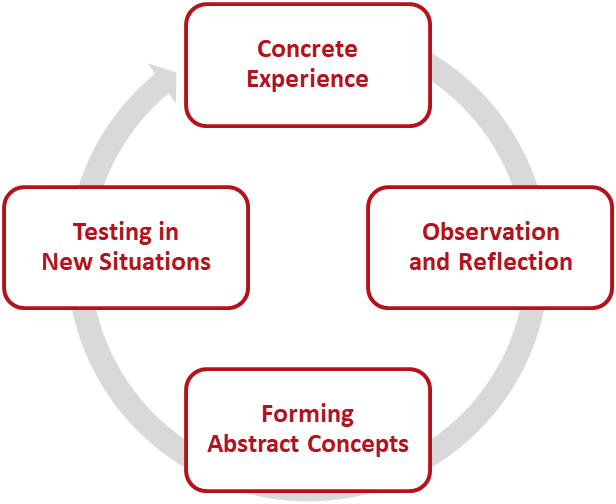 Concrete
Experience
Observation
and Reflection
Forming
Abstract Concepts
Testing in
New Situations